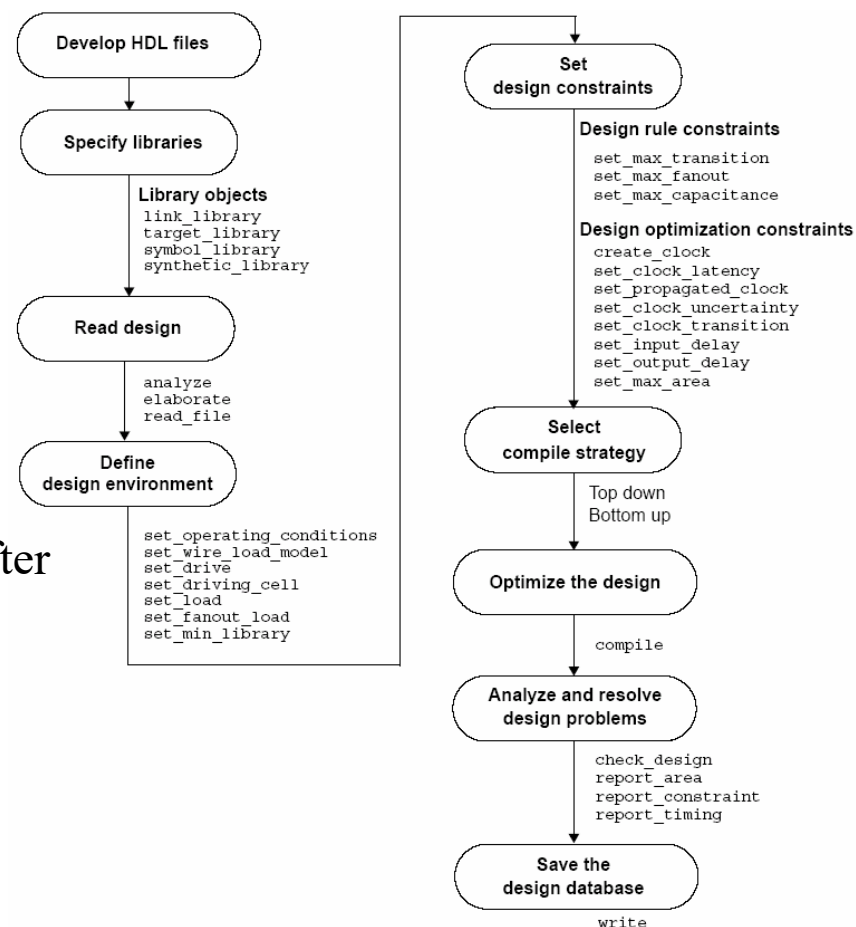 Develop HDL files
Specify libraries
Library objects
link_library
target_library
symbol_library
synthetic_library
Read design
analyze
elaborate
read_file
Define
design environment
set_operating_conditions
set_wire_load_model
set_drive
set_driving_cell
set_load
set_fanout_load
set_min_library
Set
design constraints
Design rule constraints
set_max_transition
set_max_fanout
set_max_capacitance
Design optimization constraints
create_clock
set_clock_latency
set_propagated_clock
set_clock_uncertainty
set_clock_transition
set_input_delay
set_output_delay
set_max_area
Select
compile strategy
Top down
Bottom up
Optimize the design
compile
Analyze and resolve
design problems
check_design
report_area
report_constraint
report_timing
Save the
design database
write